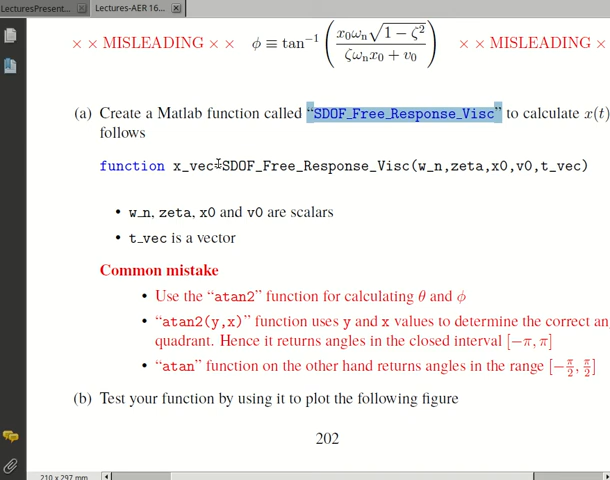 LecturesPresent...
Lectures-AER 16...
× × MISLEADING × × ϕ ≡ tan⁻¹ (x₀ωₙ√(1 − ζ²) / (ζωₙx₀ + v₀)) × × MISLEADING ×
(a) Create a Matlab function called “SDOF_Free_Response_Visc” to calculate x(t)
follows
function x_vec=SDOF_Free_Response_Visc(w_n,zeta,x0,v0,t_vec)
• w_n, zeta, x0 and v0 are scalars
• t_vec is a vector
Common mistake
• Use the “atan2” function for calculating θ and ϕ
• “atan2(y,x)” function uses y and x values to determine the correct an
quadrant. Hence it returns angles in the closed interval [−π, π]
• “atan” function on the other hand returns angles in the range [−π/2, π/2]
(b) Test your function by using it to plot the following figure
202
210 x 297 mm